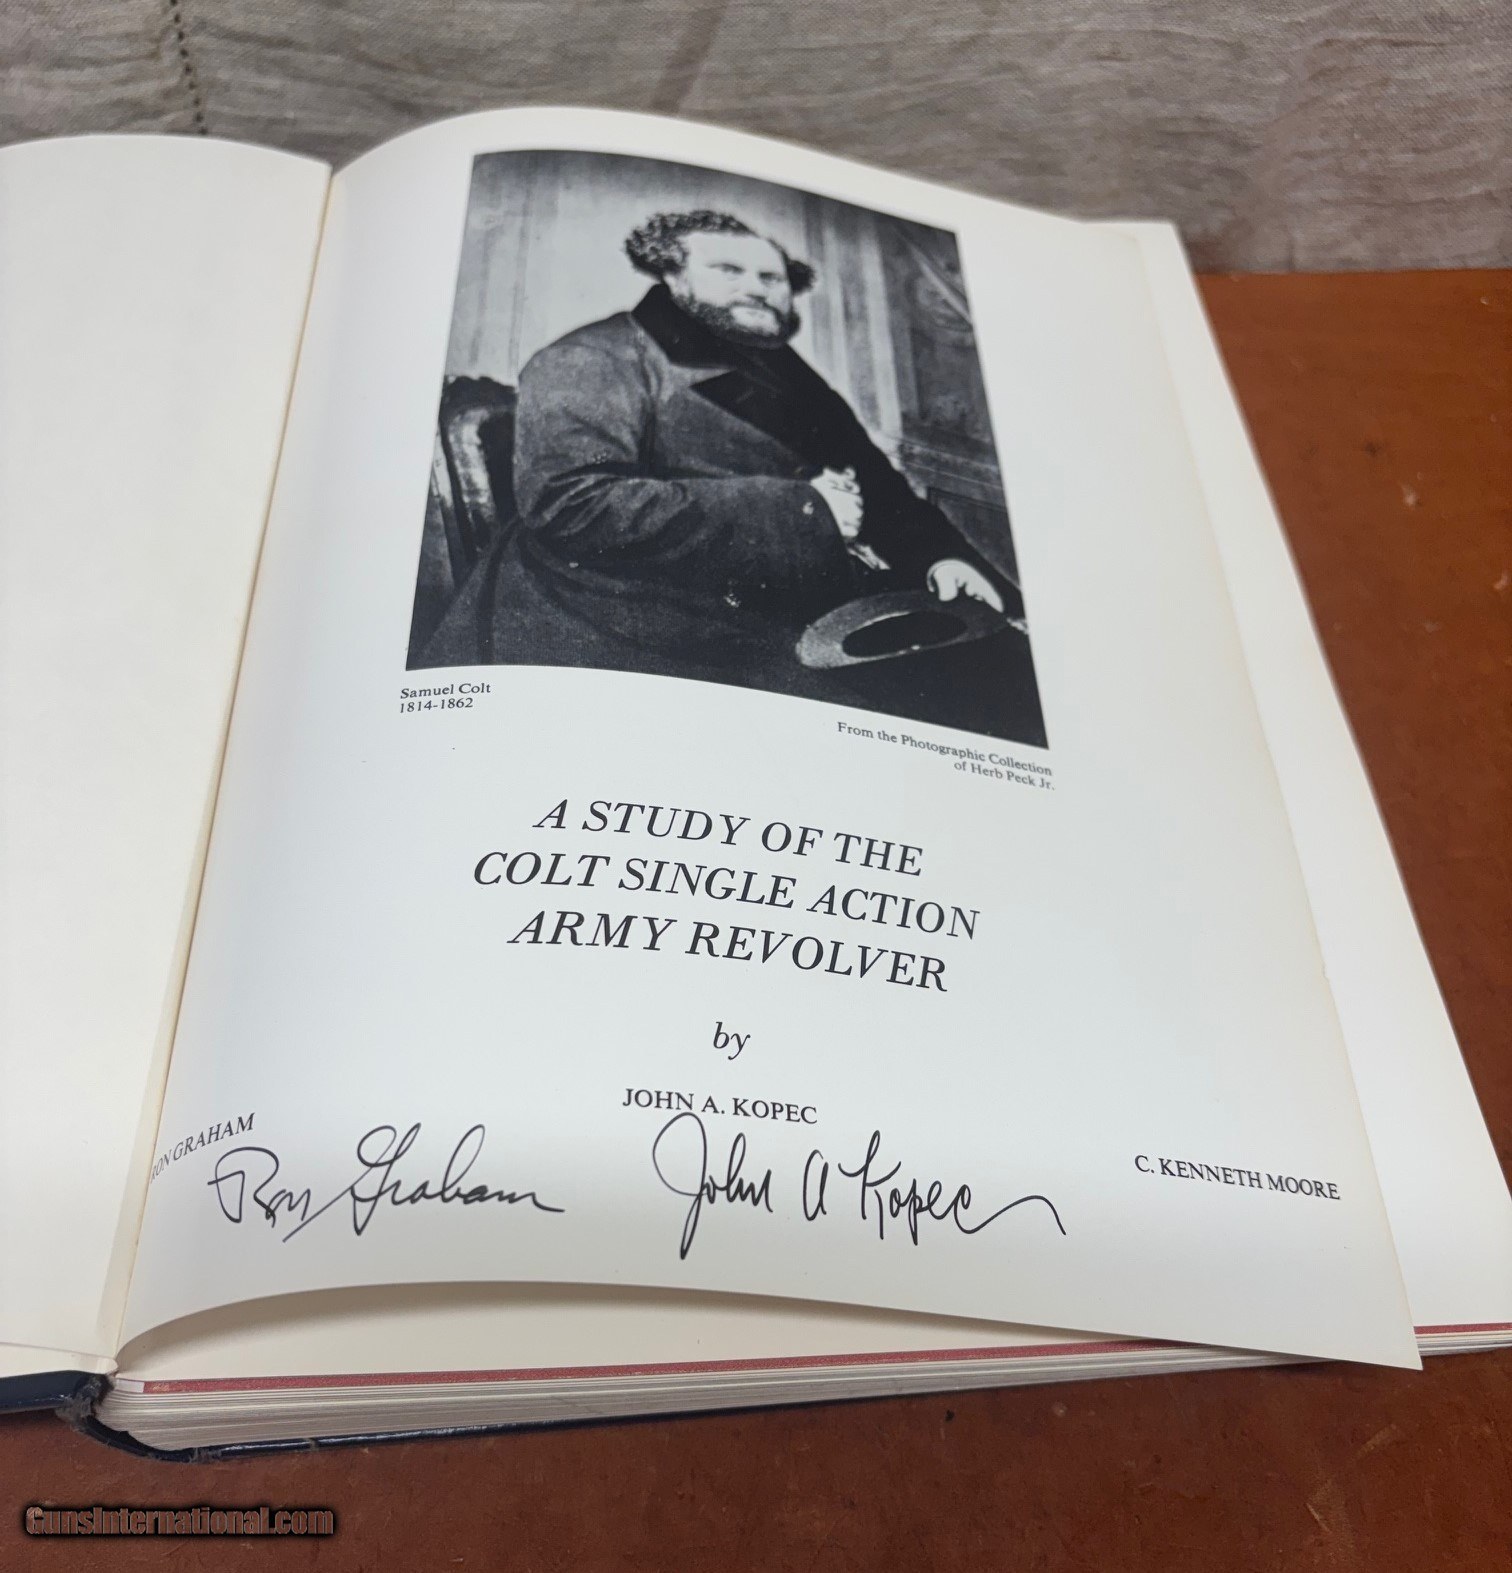 Samuel Colt
1814-1862
From the Photographic Collection
of Herb Peck Jr.
A STUDY OF THE
COLT SINGLE ACTION
ARMY REVOLVER
by
JOHN A. KOPEC
RON GRAHAM
C. KENNETH MOORE
Ron Graham
John A Kopec
GunsInternational.com